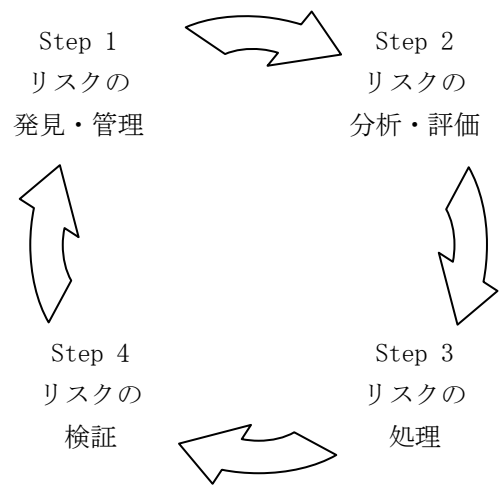 Step 1
リスクの
発見・管理
Step 2
リスクの
分析・評価
Step 3
リスクの
処理
Step 4
リスクの
検証